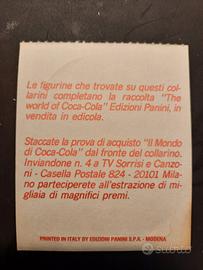 Le figurine che trovate su questi col-
larini completano la raccolta "The
world of Coca-Cola" Edizioni Panini, in
vendita in edicola.
Staccate la prova di acquisto "Il Mondo
di Coca-Cola" dal fronte del collarino.
Inviandone n. 4 a TV Sorrisi e Canzo-
ni - Casella Postale 824 - 20101 Mila-
no parteciperete all'estrazione di mi-
gliaia di magnifici premi.
PRINTED IN ITALY BY EDIZIONI PANINI S.P.A. - MODENA
subito